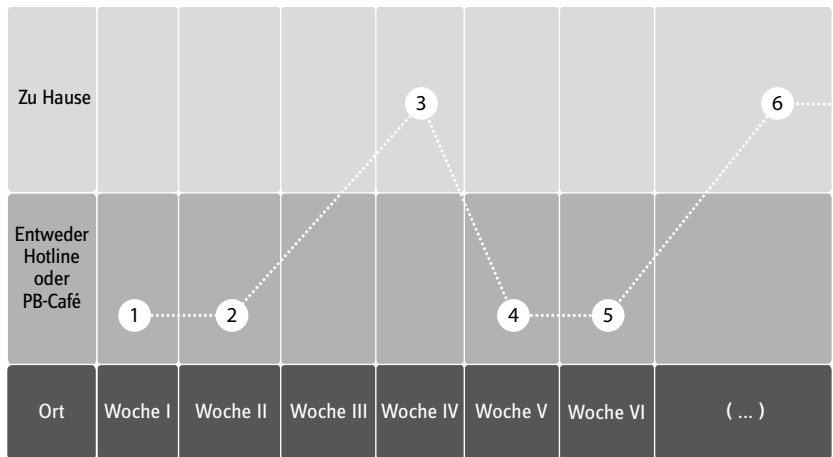 Zu Hause
3
6
Entweder
Hotline
oder
PB-Café
1
2
4
5
Ort
Woche I
Woche II
Woche III
Woche IV
Woche V
Woche VI
( ... )